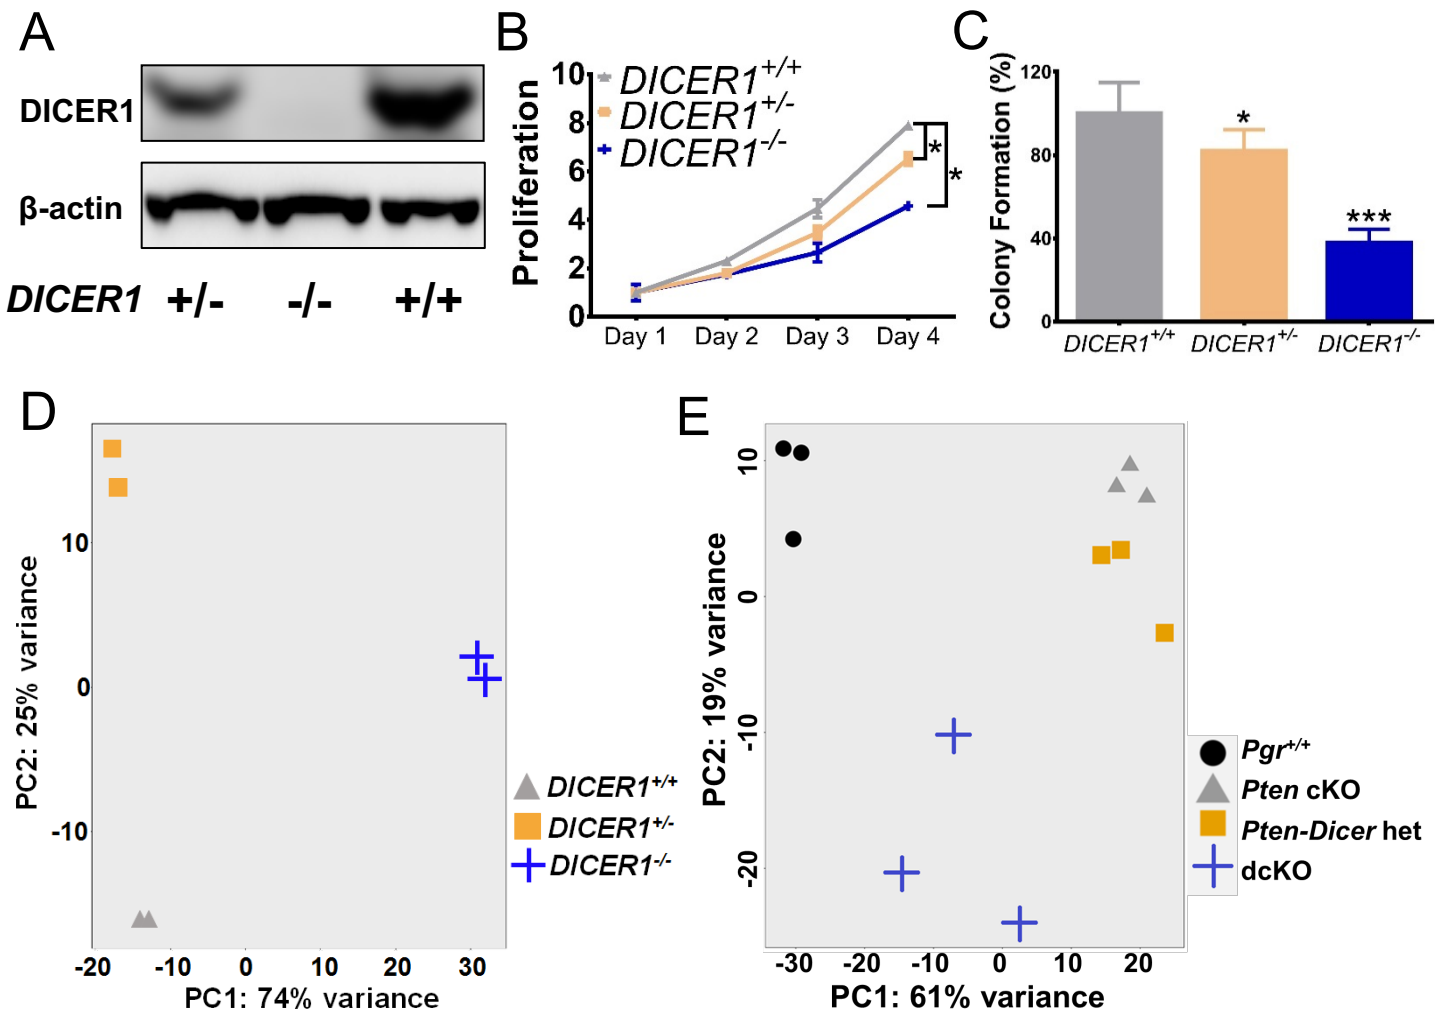 A
DICER1
β-actin
DICER1 +/- -/- +/+
B
Proliferation
10
8
6
4
2
0
DICER1+/+
DICER1+/-
DICER1-/-
*
*
Day 1 Day 2 Day 3 Day 4
C
Colony Formation (%)
120
80
40
0
*
***
DICER1+/+ DICER1+/- DICER1-/-
D
PC2: 25% variance
10
0
-10
-20 -10 0 10 20 30
PC1: 74% variance
DICER1+/+
DICER1+/-
DICER1-/-
E
PC2: 19% variance
10
0
-10
-20
-30 -20 -10 0 10 20
PC1: 61% variance
Pgr+/+
Pten cKO
Pten-Dicer het
dcKO